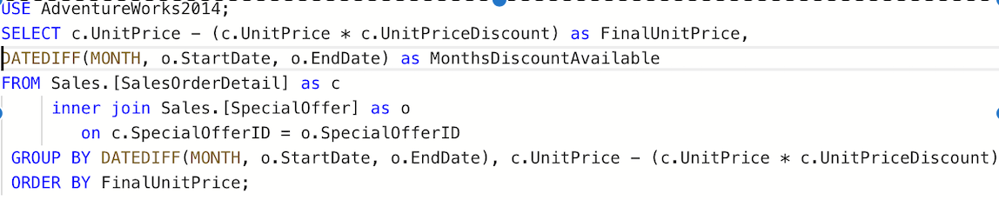 USE AdventureWorks2014;
SELECT c.UnitPrice - (c.UnitPrice * c.UnitPriceDiscount) as FinalUnitPrice,
DATEDIFF(MONTH, o.StartDate, o.EndDate) as MonthsDiscountAvailable
FROM Sales.[SalesOrderDetail] as c
inner join Sales.[SpecialOffer] as o
on c.SpecialOfferID = o.SpecialOfferID
GROUP BY DATEDIFF(MONTH, o.StartDate, o.EndDate), c.UnitPrice - (c.UnitPrice * c.UnitPriceDiscount)
ORDER BY FinalUnitPrice;